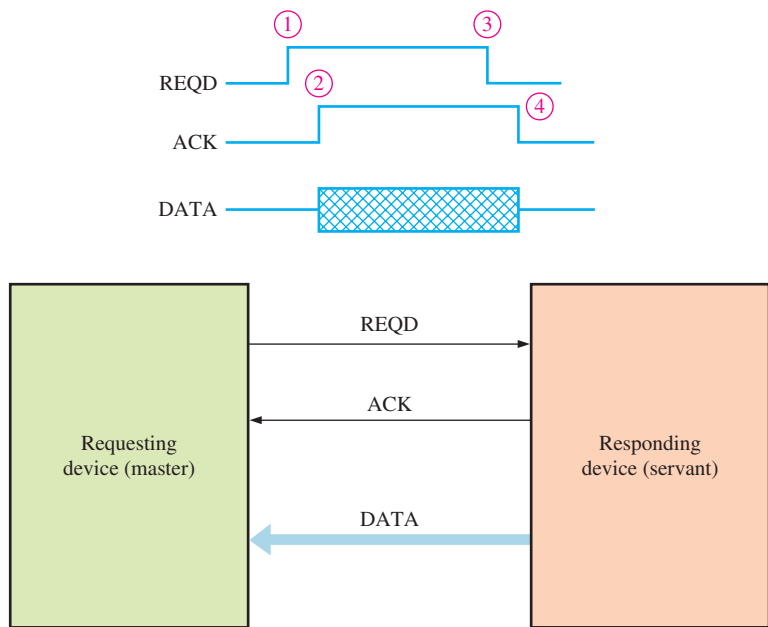 ① ③
REQD
② ④
ACK
DATA
REQD
ACK
Requesting
device (master)
Responding
device (servant)
DATA